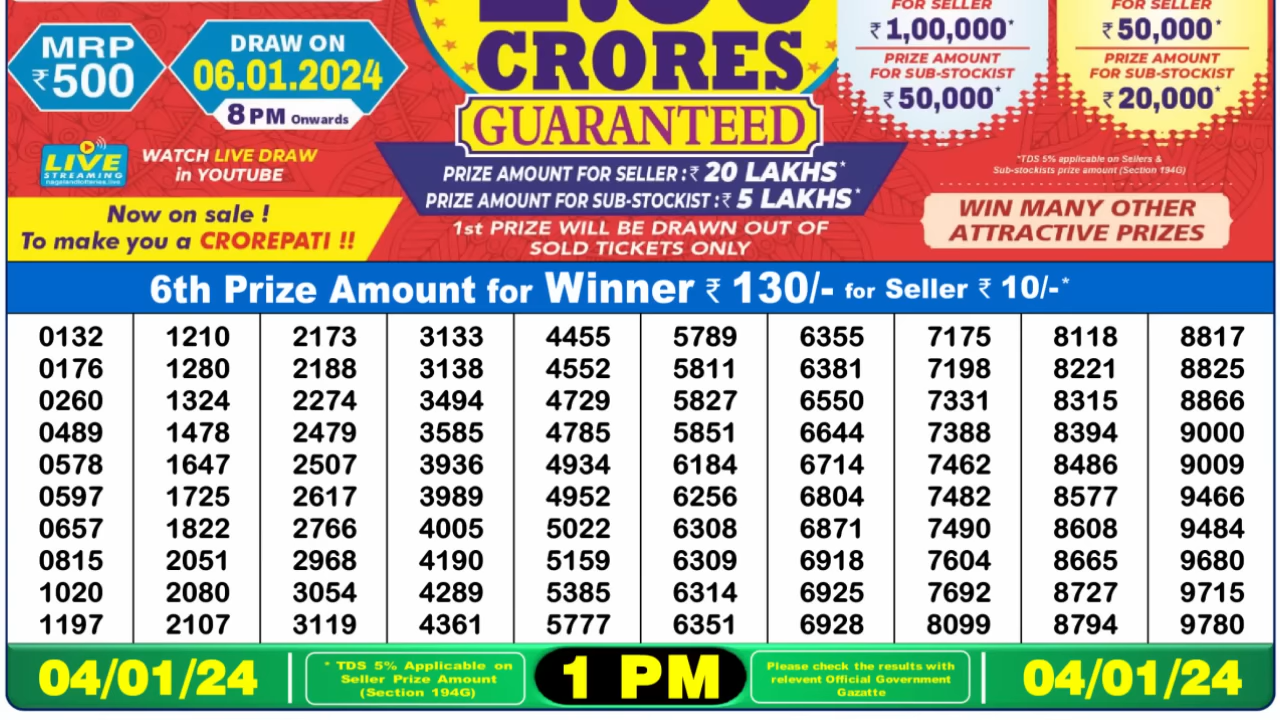 FOR SELLER
₹ 1,00,000*
PRIZE AMOUNT
FOR SUB-STOCKIST
₹ 50,000*
FOR SELLER
₹ 50,000*
PRIZE AMOUNT
FOR SUB-STOCKIST
₹ 20,000*
MRP
₹ 500
DRAW ON
06.01.2024
8 PM Onwards
CRORES
GUARANTEED
LIVE
STREAMING
nagalandlotteries.live
WATCH LIVE DRAW
in YOUTUBE
PRIZE AMOUNT FOR SELLER : ₹ 20 LAKHS*
PRIZE AMOUNT FOR SUB-STOCKIST : ₹ 5 LAKHS*
*TDS 5% applicable on Sellers &
Sub-stockists prize amount (Section 194G)
Now on sale !
To make you a CROREPATI !!
1st PRIZE WILL BE DRAWN OUT OF
SOLD TICKETS ONLY
WIN MANY OTHER
ATTRACTIVE PRIZES
6th Prize Amount for Winner ₹ 130/- for Seller ₹ 10/-*
0132 1210 2173 3133 4455 5789 6355 7175 8118 8817
0176 1280 2188 3138 4552 5811 6381 7198 8221 8825
0260 1324 2274 3494 4729 5827 6550 7331 8315 8866
0489 1478 2479 3585 4785 5851 6644 7388 8394 9000
0578 1647 2507 3936 4934 6184 6714 7462 8486 9009
0597 1725 2617 3989 4952 6256 6804 7482 8577 9466
0657 1822 2766 4005 5022 6308 6871 7490 8608 9484
0815 2051 2968 4190 5159 6309 6918 7604 8665 9680
1020 2080 3054 4289 5385 6314 6925 7692 8727 9715
1197 2107 3119 4361 5777 6351 6928 8099 8794 9780
04/01/24
* TDS 5% Applicable on
Seller Prize Amount
(Section 194G)
1 PM
Please check the results with
relevent Official Government
Gazatte
04/01/24